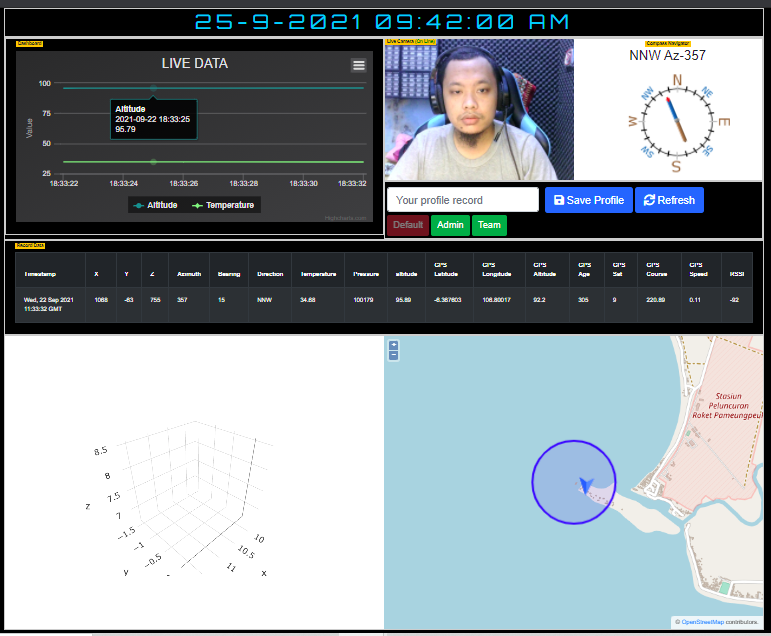 25-9-2021 09:42:00 AM
Dashboard
LIVE DATA
Value
100
75
50
25
Altitude
2021-09-22 18:33:25
95.79
18:33:22 18:33:24 18:33:26 18:33:28 18:33:30 18:33:32
Altitude Temperature
Highcharts.com
Live Camera (On Line)
Compass Navigator
NNW Az-357
N
NE
E
SE
S
SW
W
NW
Your profile record
Save Profile
Refresh
Default Admin Team
Record Data
Timestamp X Y Z Azimuth Bearing Direction Temperature Pressure altitude GPS Latitude GPS Longitude GPS Altitude GPS Age GPS Sat GPS Course GPS Speed RSSI
Wed, 22 Sep 2021 1068 -63 755 357 15 NNW 34.68 100179 95.89 -6.367603 106.80017 92.2 305 9 220.89 0.11 -92
11:33:32 GMT
8.5
8
7.5
7
z
−1.5
−1
−0.5
y
10
10.5
11
x
+
−
Stasiun
Peluncuran
Roket Pameungpeuk
© OpenStreetMap contributors.